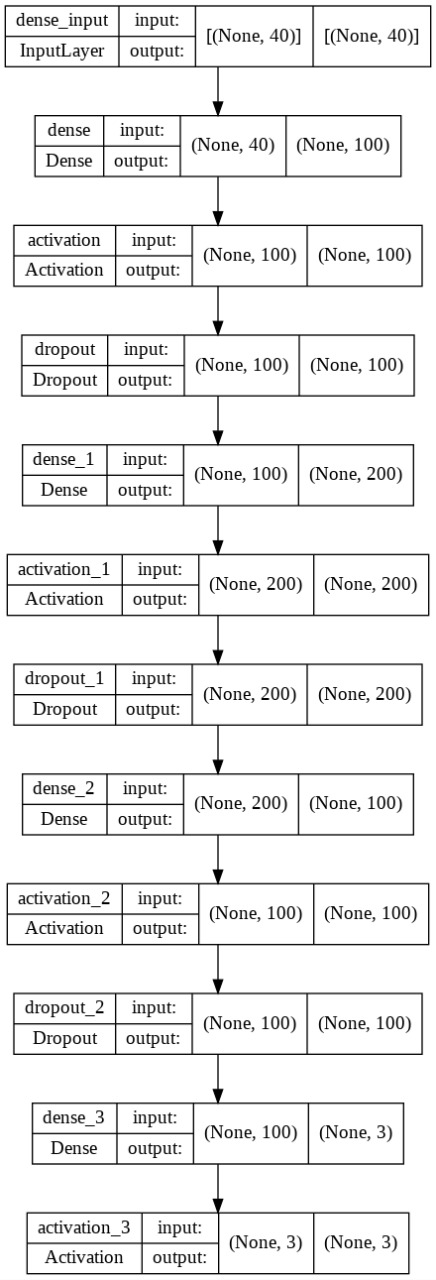 dense_input input: [(None, 40)] [(None, 40)]
InputLayer output:
dense input: (None, 40) (None, 100)
Dense output:
activation input: (None, 100) (None, 100)
Activation output:
dropout input: (None, 100) (None, 100)
Dropout output:
dense_1 input: (None, 100) (None, 200)
Dense output:
activation_1 input: (None, 200) (None, 200)
Activation output:
dropout_1 input: (None, 200) (None, 200)
Dropout output:
dense_2 input: (None, 200) (None, 100)
Dense output:
activation_2 input: (None, 100) (None, 100)
Activation output:
dropout_2 input: (None, 100) (None, 100)
Dropout output:
dense_3 input: (None, 100) (None, 3)
Dense output:
activation_3 input: (None, 3) (None, 3)
Activation output: